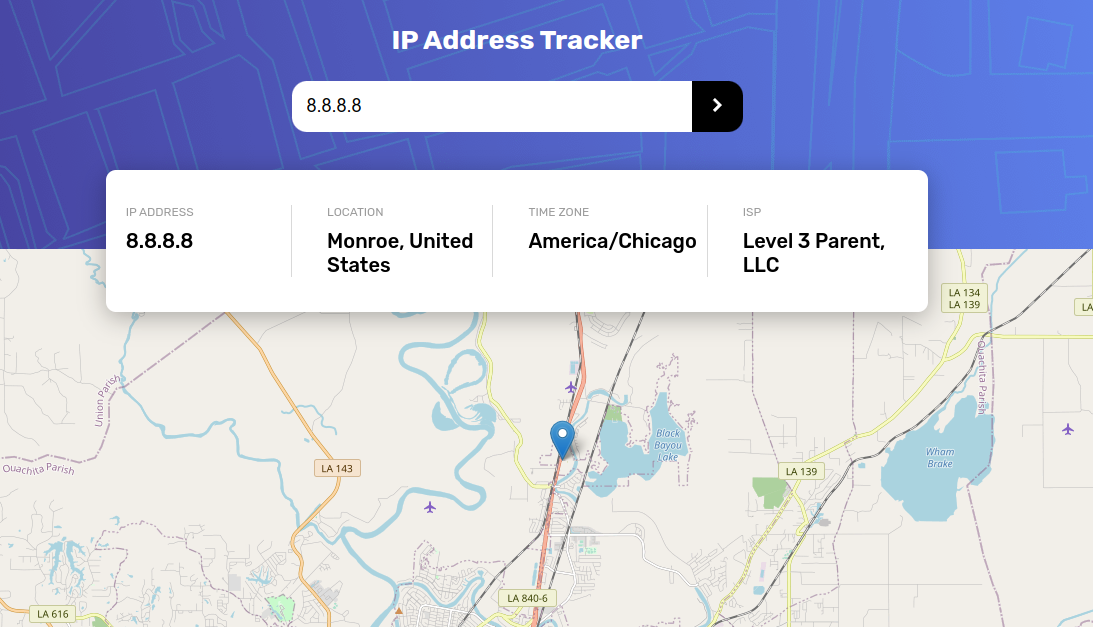 IP Address Tracker
8.8.8.8
IP ADDRESS
8.8.8.8
LOCATION
Monroe, United
States
TIME ZONE
America/Chicago
ISP
Level 3 Parent,
LLC
LA 134
LA 139
LA
Ouachita Parish
Union Parish
Black
Bayou
Lake
Wham
Brake
Ouachita Parish
LA 143
LA 139
LA 840-6
LA 616